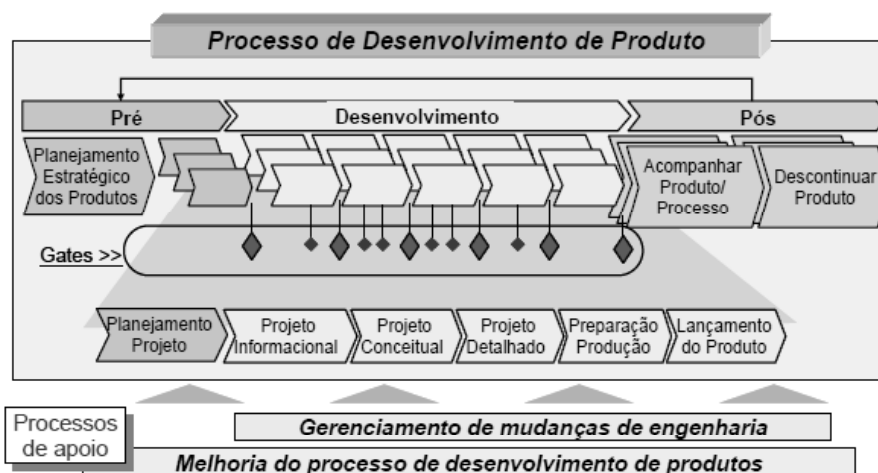 Processo de Desenvolvimento de Produto
Pré
Desenvolvimento
Pós
Planejamento
Estratégico
dos Produtos
Acompanhar
Produto/
Processo
Descontinuar
Produto
Gates >>
Planejamento
Projeto
Projeto
Informacional
Projeto
Conceitual
Projeto
Detalhado
Preparação
Produção
Lançamento
do Produto
Processos
de apoio
Gerenciamento de mudanças de engenharia
Melhoria do processo de desenvolvimento de produtos